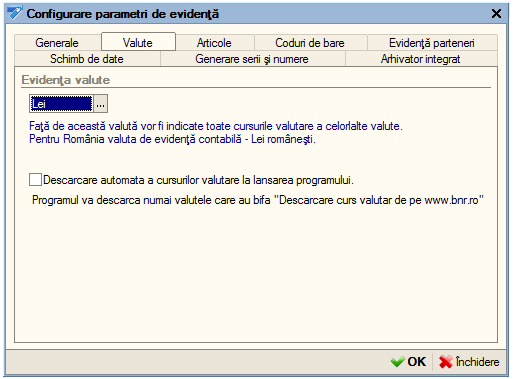 Configurare parametri de evidenţă
Generale Valute Articole Coduri de bare Evidenţă parteneri
Schimb de date Generare serii şi numere Arhivator integrat
Evidenţa valute
Lei ...
Faţă de această valută vor fi indicate toate cursurile valutare a celorlalte valute.
Pentru România valuta de evidenţă contabilă - Lei româneşti.
Descarcare automata a cursurilor valutare la lansarea programului.
Programul va descarca numai valutele care au bifa "Descarcare curs valutar de pe www.bnr.ro"
OK Închidere